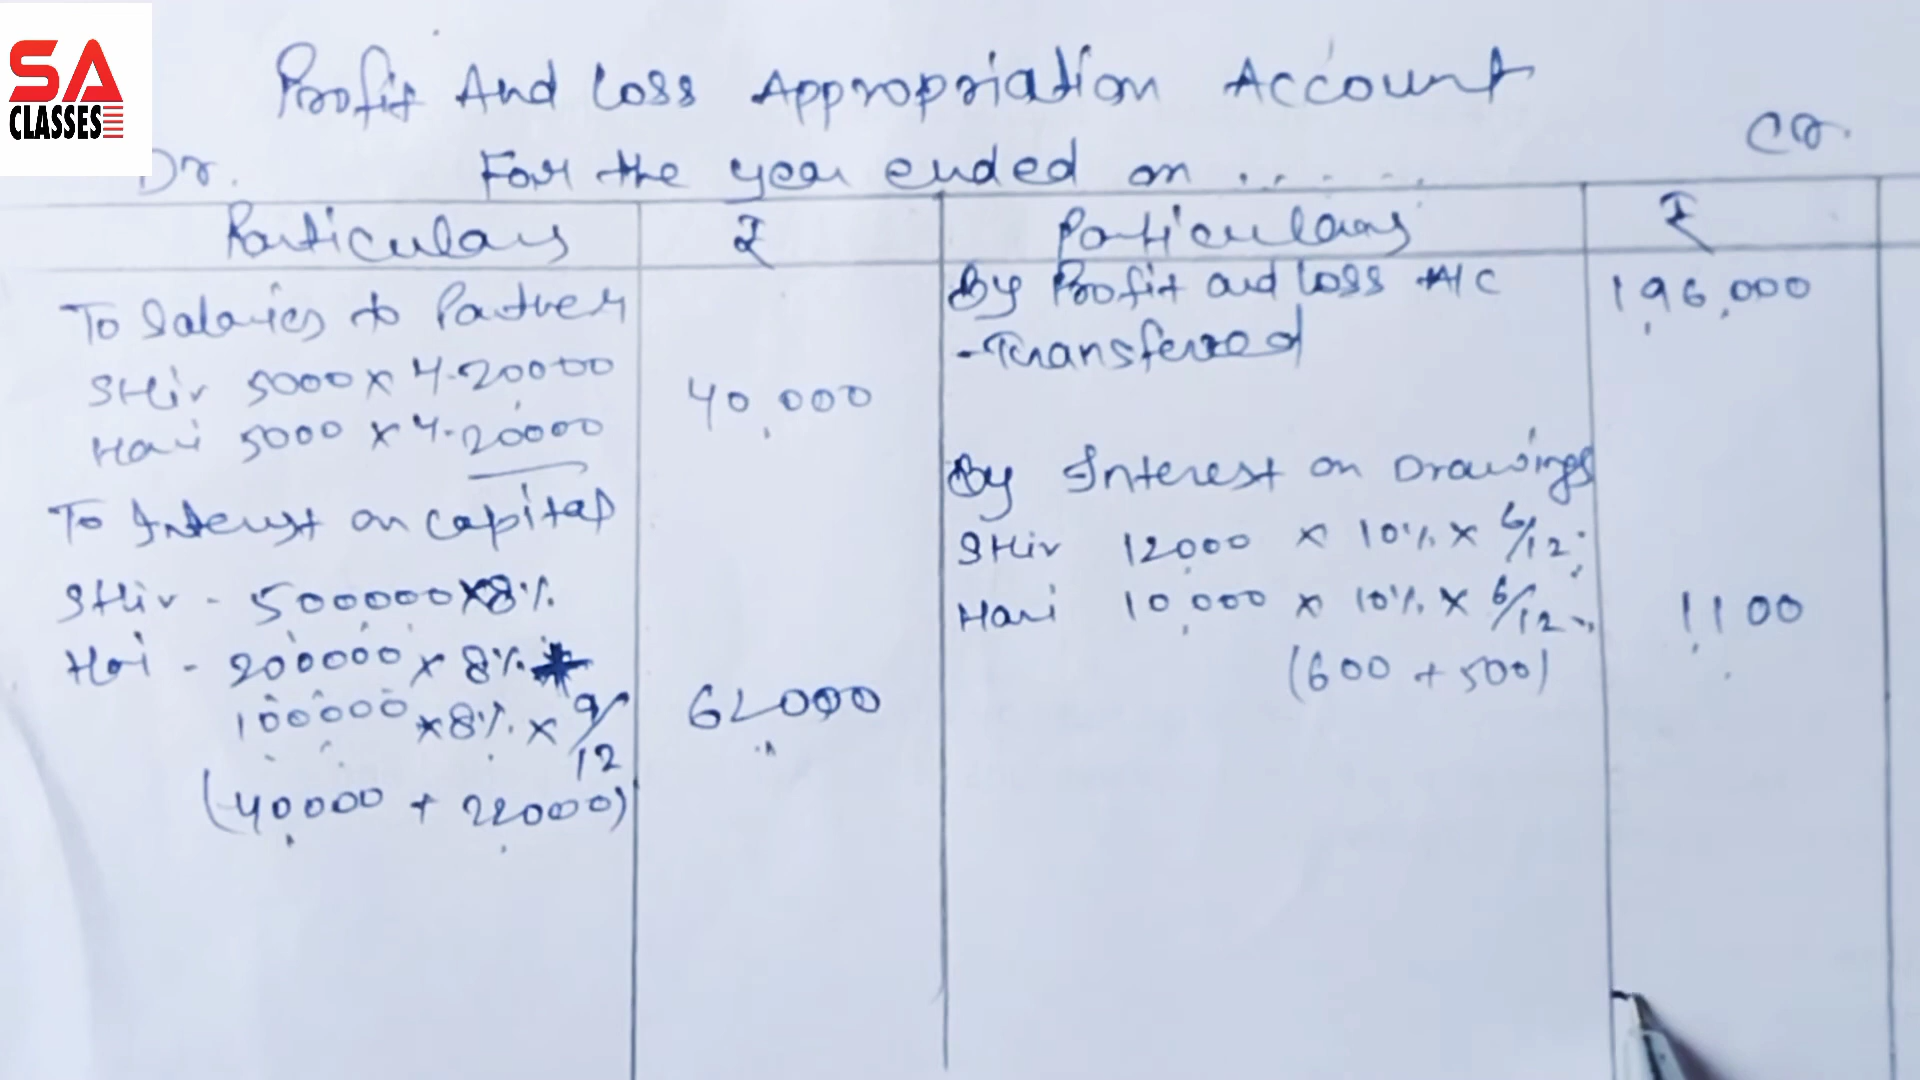 SA
CLASSES
Profit And Loss Appropriation Account
Dr. For the year ended on ...... Cr.
Particulars ₹ Particulars ₹
To Salaries to Partner
SHiv 5000 x 4 - 20000
Hari 5000 x 4 - 20000
40,000
To Interest on capital
SHiv - 500000 x 8%
Hari - 200000 x 8%
100000 x 8% x 9/12
(40,000 + 22000)
62000
By Profit and Loss A/C
- Transferred
196,000
By Interest on Drawings
SHiv 12000 x 10% x 6/12
Hari 10,000 x 10% x 6/12
(600 + 500)
1100